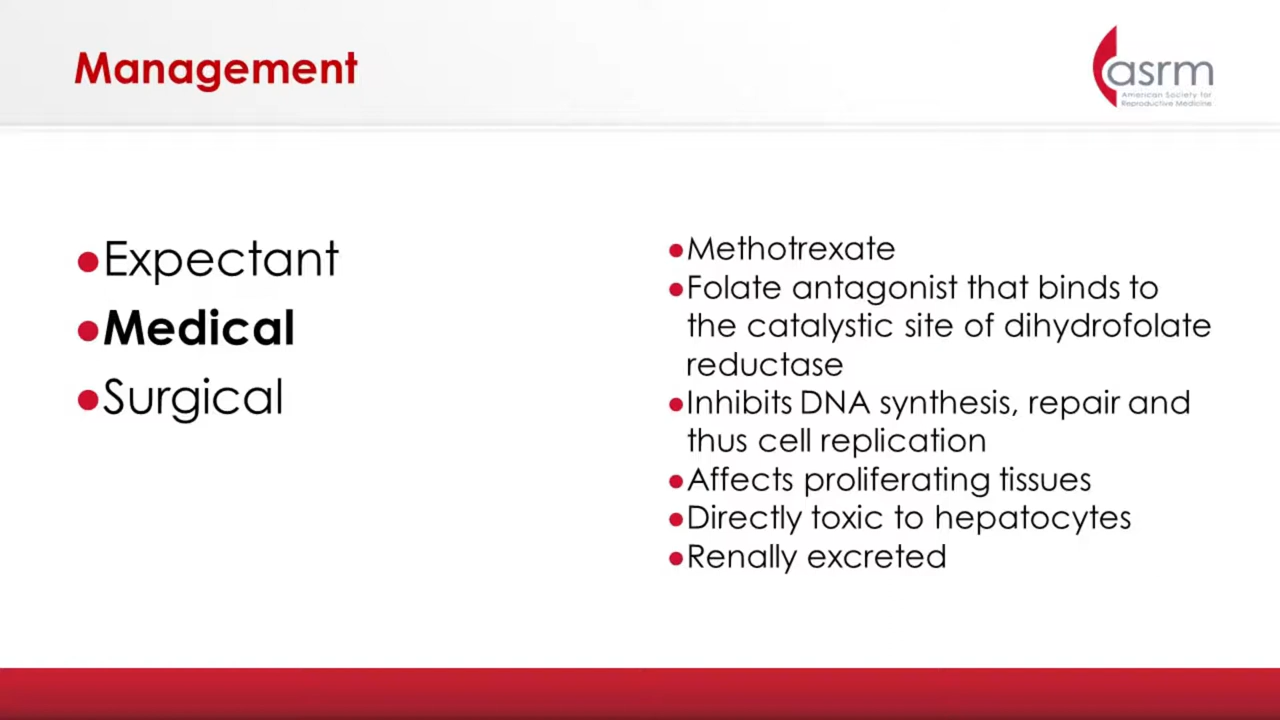 Management
asrm
American Society for
Reproductive Medicine
●Expectant
●Medical
●Surgical
●Methotrexate
●Folate antagonist that binds to
the catalystic site of dihydrofolate
reductase
●Inhibits DNA synthesis, repair and
thus cell replication
●Affects proliferating tissues
●Directly toxic to hepatocytes
●Renally excreted